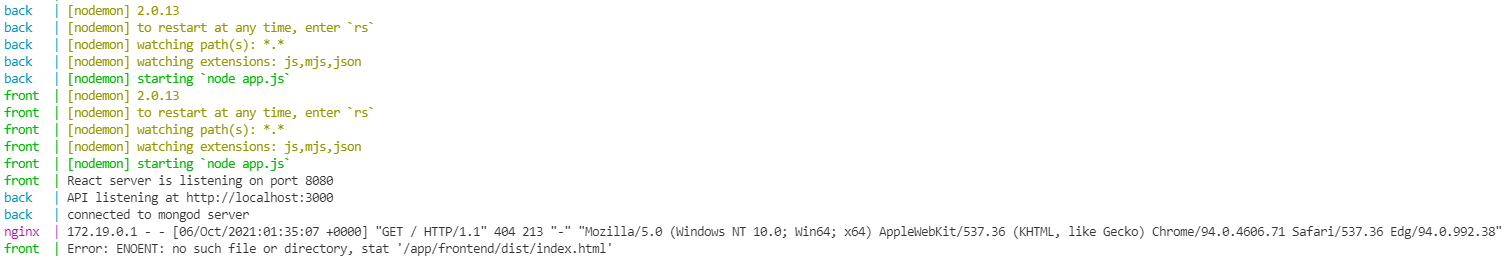 back | [nodemon] 2.0.13
back | [nodemon] to restart at any time, enter `rs`
back | [nodemon] watching path(s): *.*
back | [nodemon] watching extensions: js,mjs,json
back | [nodemon] starting `node app.js`
front | [nodemon] 2.0.13
front | [nodemon] to restart at any time, enter `rs`
front | [nodemon] watching path(s): *.*
front | [nodemon] watching extensions: js,mjs,json
front | [nodemon] starting `node app.js`
front | React server is listening on port 8080
back | API listening at http://localhost:3000
back | connected to mongod server
nginx | 172.19.0.1 - - [06/Oct/2021:01:35:07 +0000] "GET / HTTP/1.1" 404 213 "-" "Mozilla/5.0 (Windows NT 10.0; Win64; x64) AppleWebKit/537.36 (KHTML, like Gecko) Chrome/94.0.4606.71 Safari/537.36 Edg/94.0.992.38"
front | Error: ENOENT: no such file or directory, stat '/app/frontend/dist/index.html'